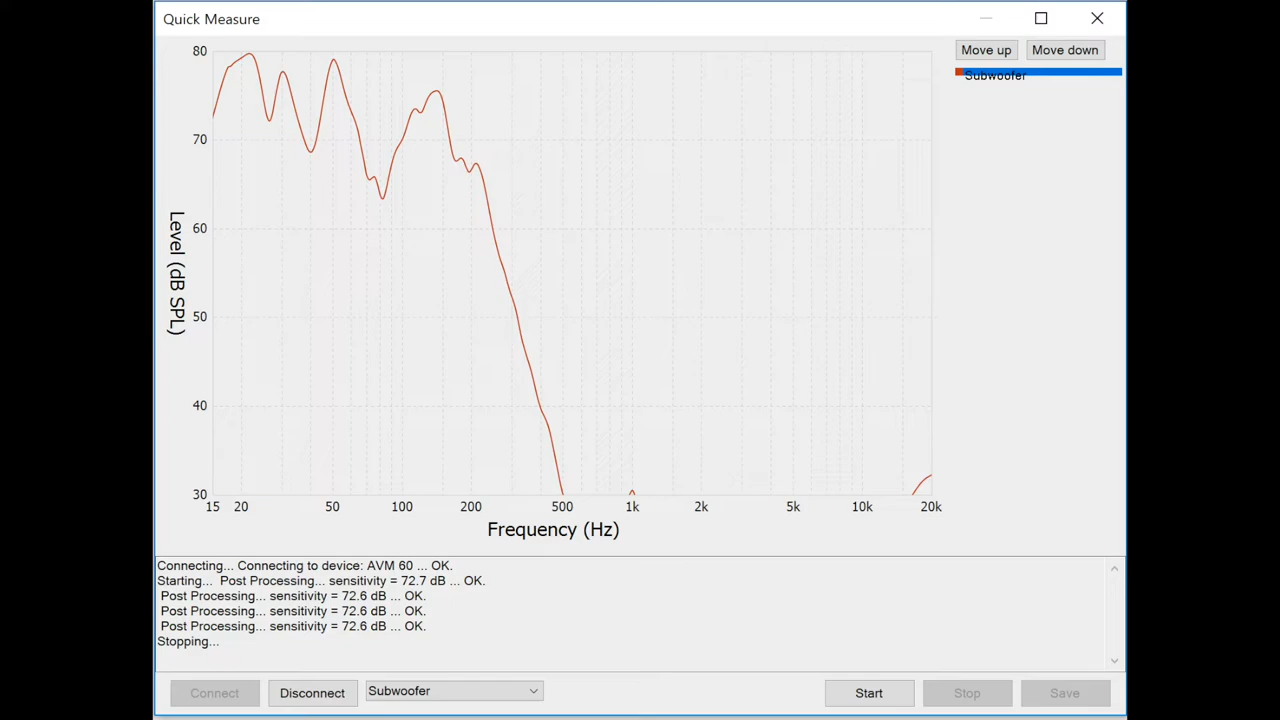 Quick Measure
Move up
Move down
Subwoofer
80
70
60
50
40
30
Level (dB SPL)
15 20 50 100 200 500 1k 2k 5k 10k 20k
Frequency (Hz)
Connecting... Connecting to device: AVM 60 ... OK.
Starting... Post Processing... sensitivity = 72.7 dB ... OK.
Post Processing... sensitivity = 72.6 dB ... OK.
Post Processing... sensitivity = 72.6 dB ... OK.
Post Processing... sensitivity = 72.6 dB ... OK.
Stopping...
Connect
Disconnect
Subwoofer
Start
Stop
Save